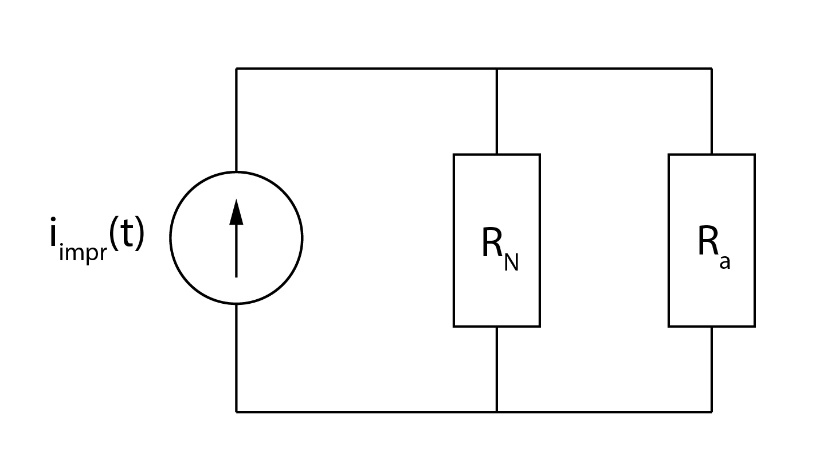 i_impr(t)
R_N
R_a